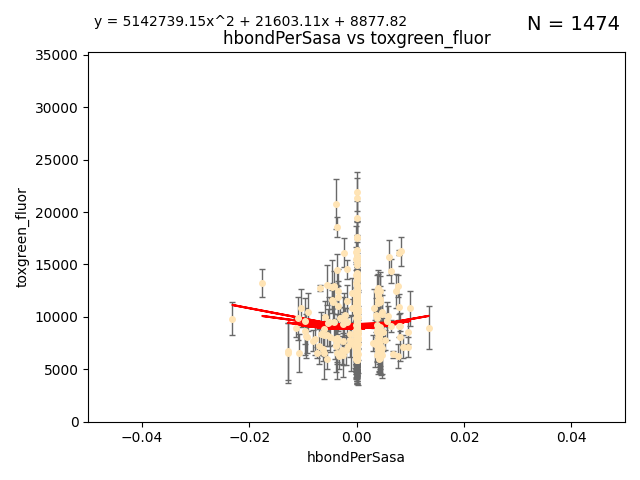 y = 5142739.15x^2 + 21603.11x + 8877.82
N = 1474
hbondPerSasa vs toxgreen_fluor
35000
30000
25000
20000
15000
10000
5000
0
toxgreen_fluor
−0.04
−0.02
0.00
0.02
0.04
hbondPerSasa